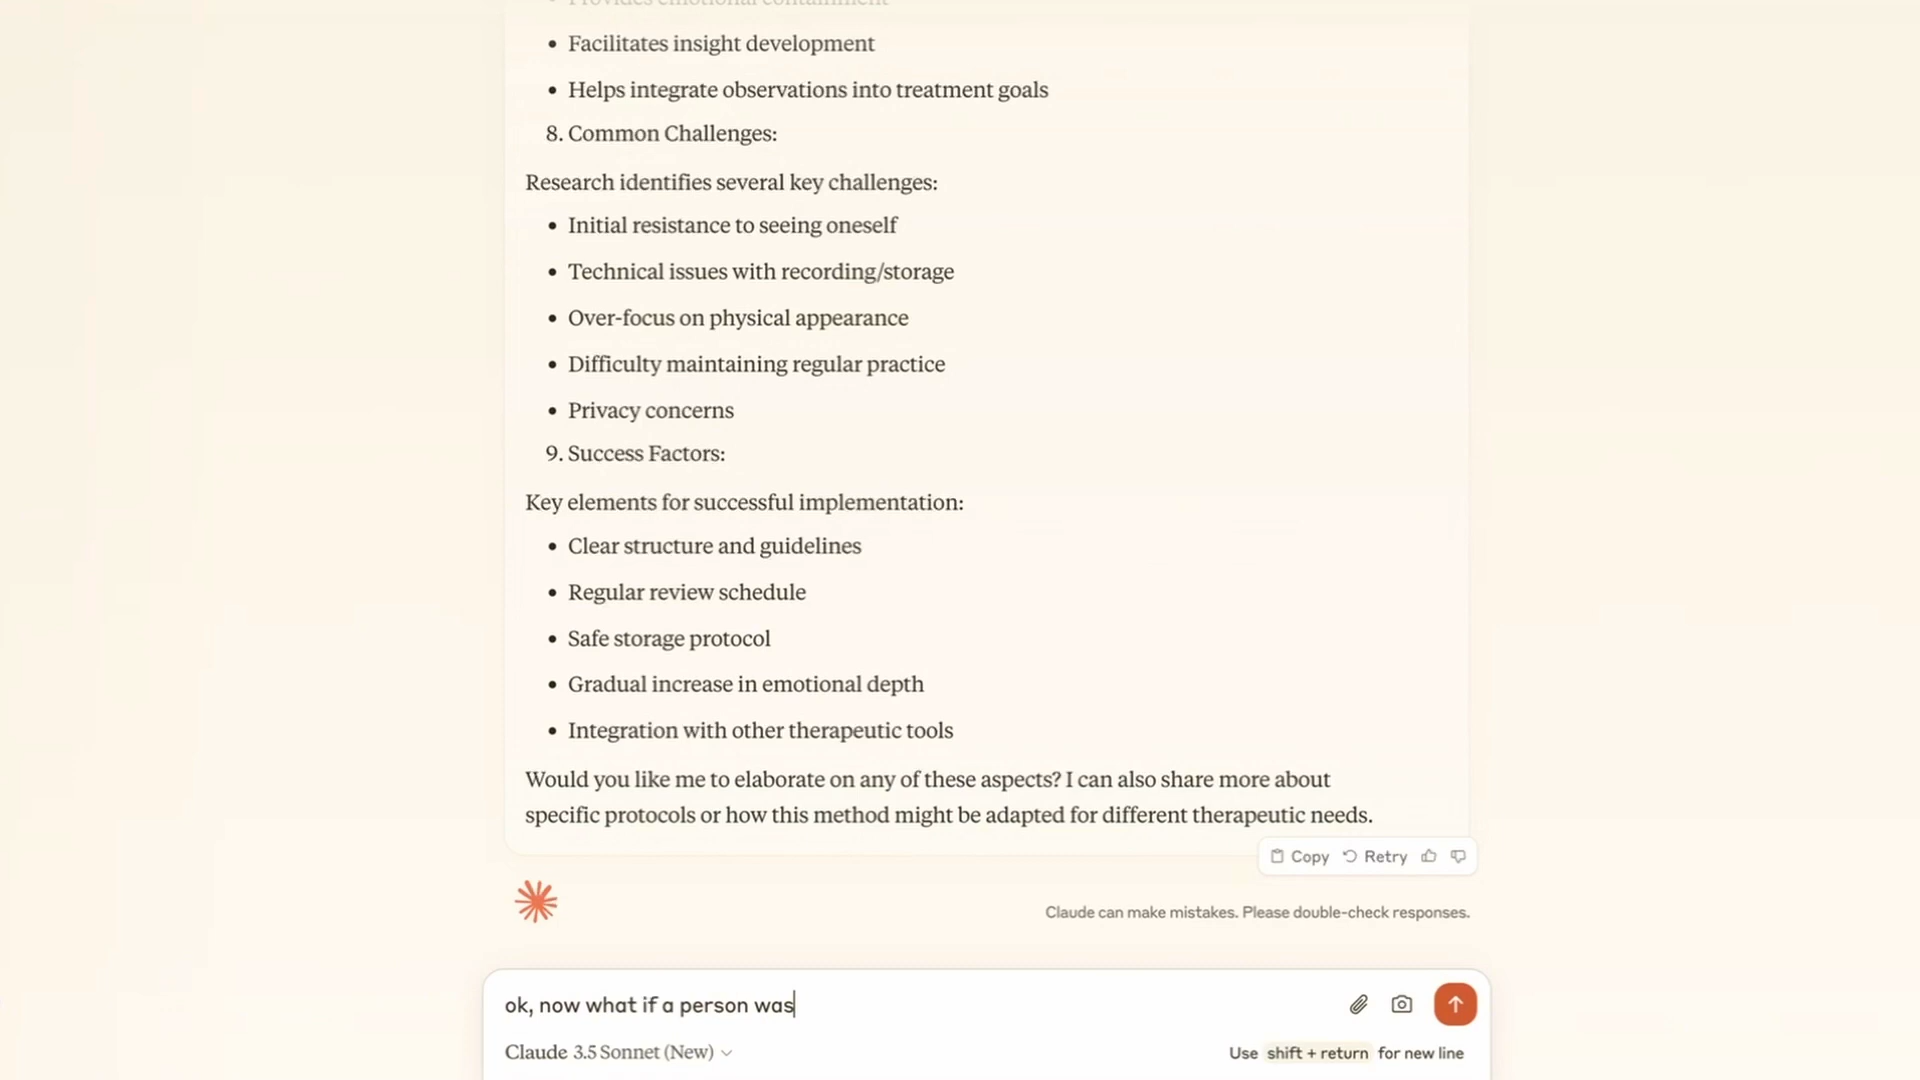 Provides emotional containment
• Facilitates insight development
• Helps integrate observations into treatment goals
8. Common Challenges:
Research identifies several key challenges:
• Initial resistance to seeing oneself
• Technical issues with recording/storage
• Over-focus on physical appearance
• Difficulty maintaining regular practice
• Privacy concerns
9. Success Factors:
Key elements for successful implementation:
• Clear structure and guidelines
• Regular review schedule
• Safe storage protocol
• Gradual increase in emotional depth
• Integration with other therapeutic tools
Would you like me to elaborate on any of these aspects? I can also share more about
specific protocols or how this method might be adapted for different therapeutic needs.
Copy Retry
Claude can make mistakes. Please double-check responses.
ok, now what if a person was
Claude 3.5 Sonnet (New)
Use shift + return for new line